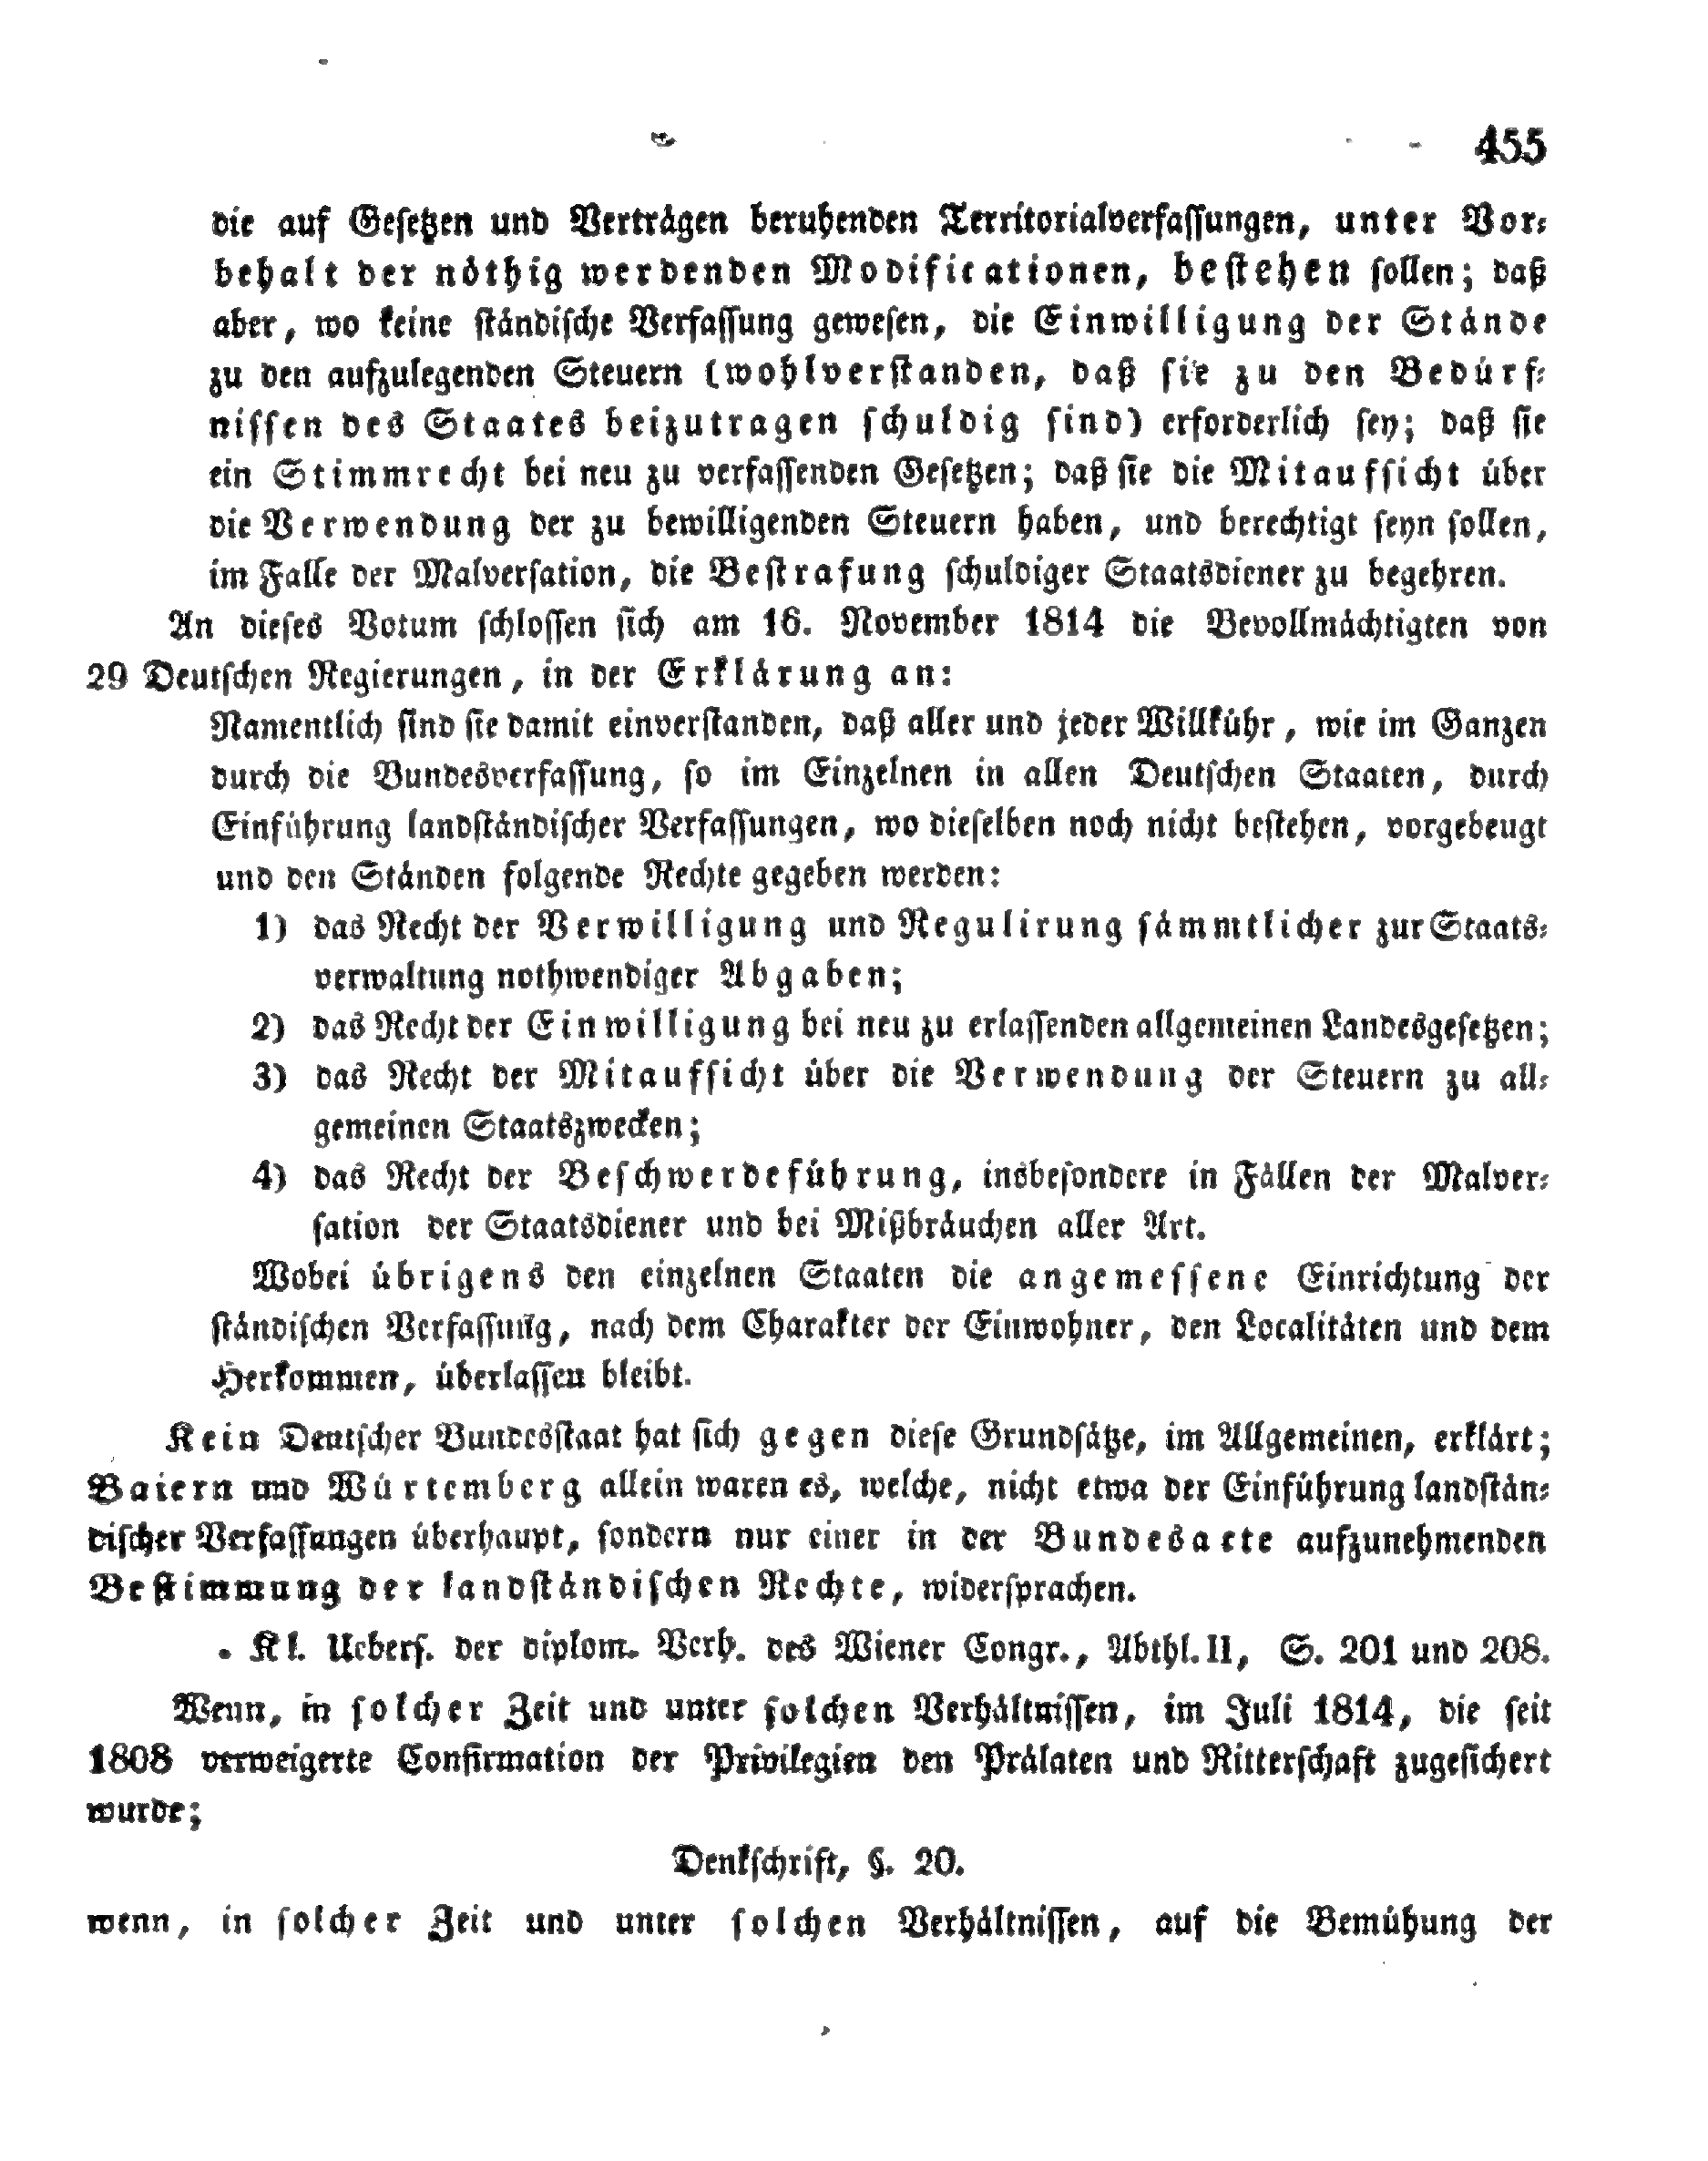 455
die auf Gesetzen und Verträgen beruhenden Territorialverfassungen, unter Vor-
behalt der nöthig werdenden Modificationen, bestehen sollen; daß
aber, wo keine ständische Verfassung gewesen, die Einwilligung der Stände
zu den aufzulegenden Steuern (wohlverstanden, daß sie zu den Bedürf-
nissen des Staates beizutragen schuldig sind) erforderlich sey; daß sie
ein Stimmrecht bei neu zu verfassenden Gesetzen; daß sie die Mitaufsicht über
die Verwendung der zu bewilligenden Steuern haben, und berechtigt seyn sollen,
im Falle der Malversation, die Bestrafung schuldiger Staatsdiener zu begehren.
An dieses Votum schlossen sich am 16. November 1814 die Bevollmächtigten von
29 Deutschen Regierungen, in der Erklärung an:
Namentlich sind sie damit einverstanden, daß aller und jeder Willkühr, wie im Ganzen
durch die Bundesverfassung, so im Einzelnen in allen Deutschen Staaten, durch
Einführung landständischer Verfassungen, wo dieselben noch nicht bestehen, vorgebeugt
und den Ständen folgende Rechte gegeben werden:
1) das Recht der Verwilligung und Regulirung sämmtlicher zur Staats-
verwaltung nothwendiger Abgaben;
2) das Recht der Einwilligung bei neu zu erlassenden allgemeinen Landesgesetzen;
3) das Recht der Mitaufsicht über die Verwendung der Steuern zu all-
gemeinen Staatszwecken;
4) das Recht der Beschwerdeführung, insbesondere in Fällen der Malver-
sation der Staatsdiener und bei Mißbräuchen aller Art.
Wobei übrigens den einzelnen Staaten die angemessene Einrichtung der
ständischen Verfassung, nach dem Charakter der Einwohner, den Localitäten und dem
Herkommen, überlassen bleibt.
Kein Deutscher Bundesstaat hat sich gegen diese Grundsätze, im Allgemeinen, erklärt;
Baiern und Würtemberg allein waren es, welche, nicht etwa der Einführung landstän-
discher Verfassungen überhaupt, sondern nur einer in der Bundesacte aufzunehmenden
Bestimmung der landständischen Rechte, widersprachen.
Kl. Uebers. der diplom. Verh. des Wiener Congr., Abthl. II, S. 201 und 208.
Wenn, in solcher Zeit und unter solchen Verhältnissen, im Juli 1814, die seit
1808 verweigerte Confirmation der Privilegien den Prälaten und Ritterschaft zugesichert
wurde;
Denkschrift, §. 20.
wenn, in solcher Zeit und unter solchen Verhältnissen, auf die Bemühung der